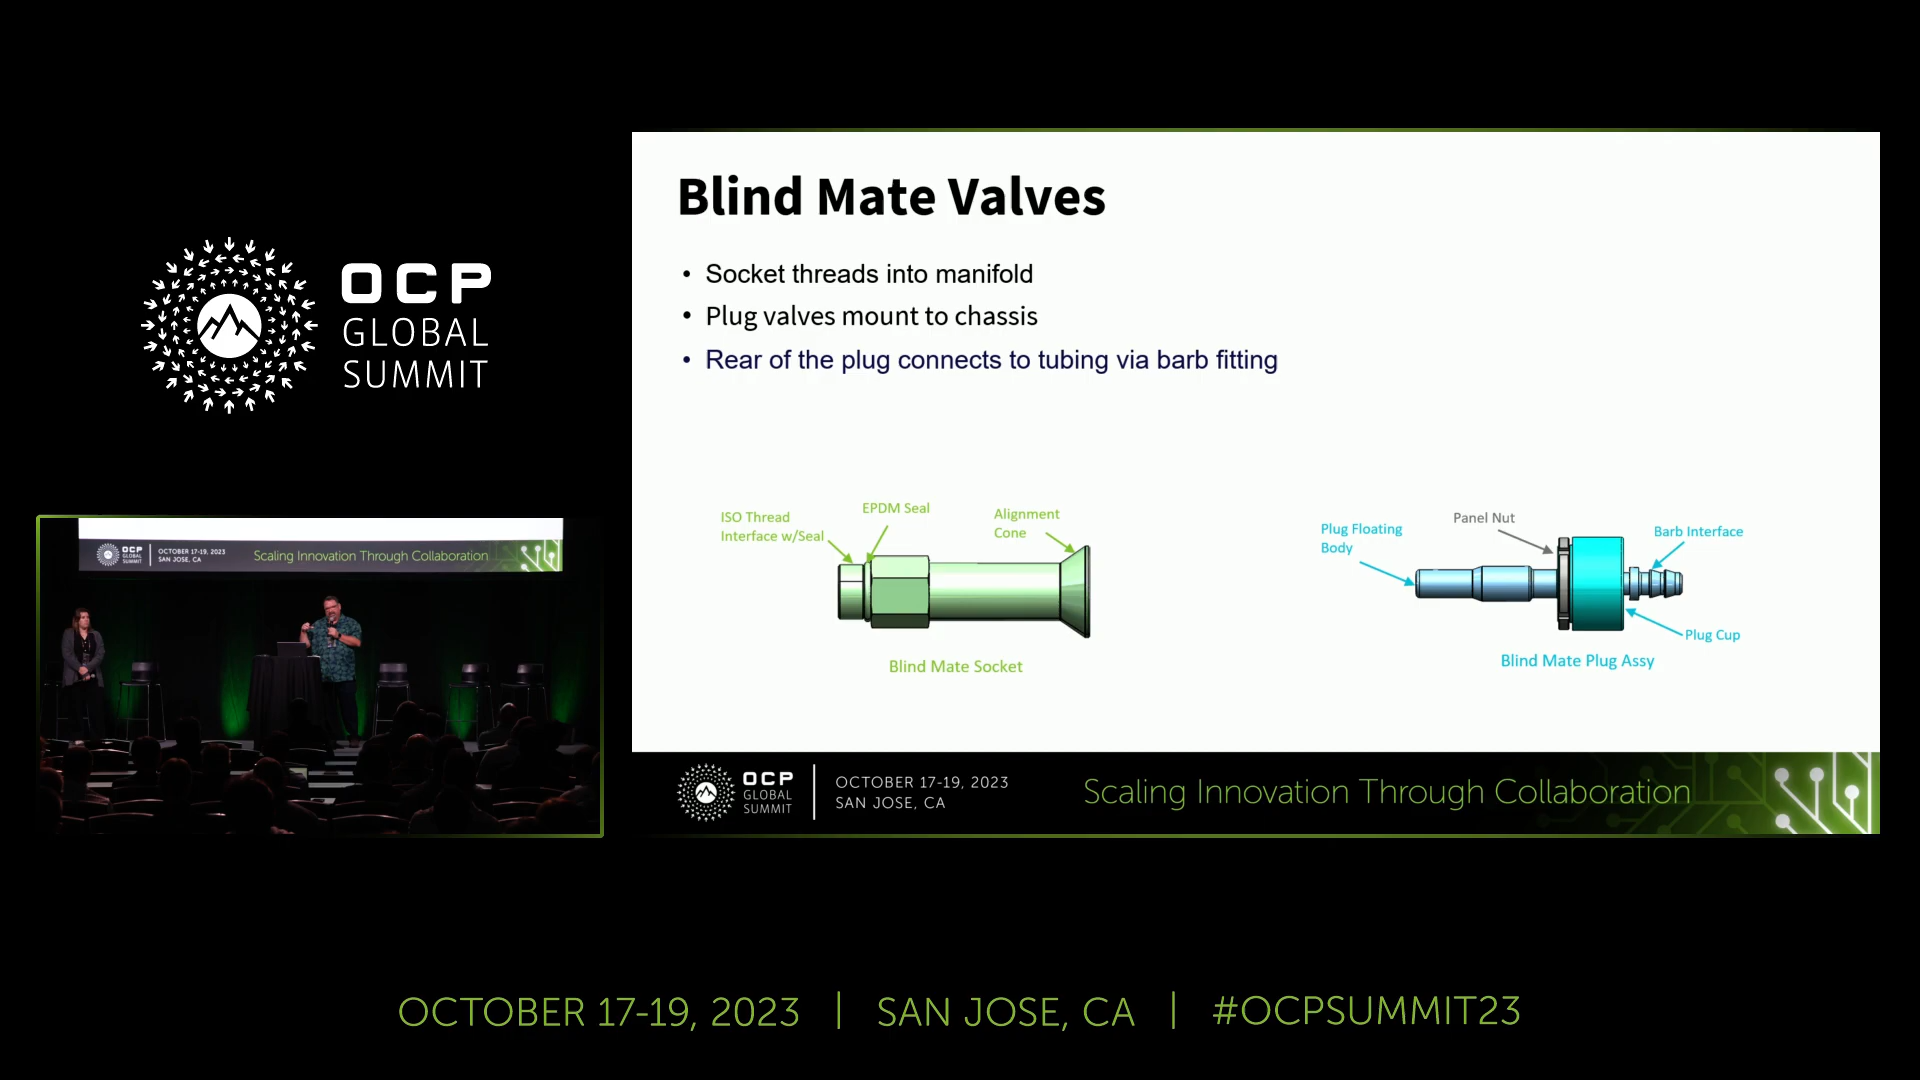 OCP
GLOBAL
SUMMIT
OCP
GLOBAL
SUMMIT
OCTOBER 17-19, 2023
SAN JOSE, CA
Scaling Innovation Through Collaboration
Blind Mate Valves
• Socket threads into manifold
• Plug valves mount to chassis
• Rear of the plug connects to tubing via barb fitting
ISO Thread
Interface w/Seal
EPDM Seal
Alignment
Cone
Blind Mate Socket
Plug Floating
Body
Panel Nut
Barb Interface
Plug Cup
Blind Mate Plug Assy
OCP
GLOBAL
SUMMIT
OCTOBER 17-19, 2023
SAN JOSE, CA
Scaling Innovation Through Collaboration
OCTOBER 17-19, 2023 | SAN JOSE, CA | #OCPSUMMIT23